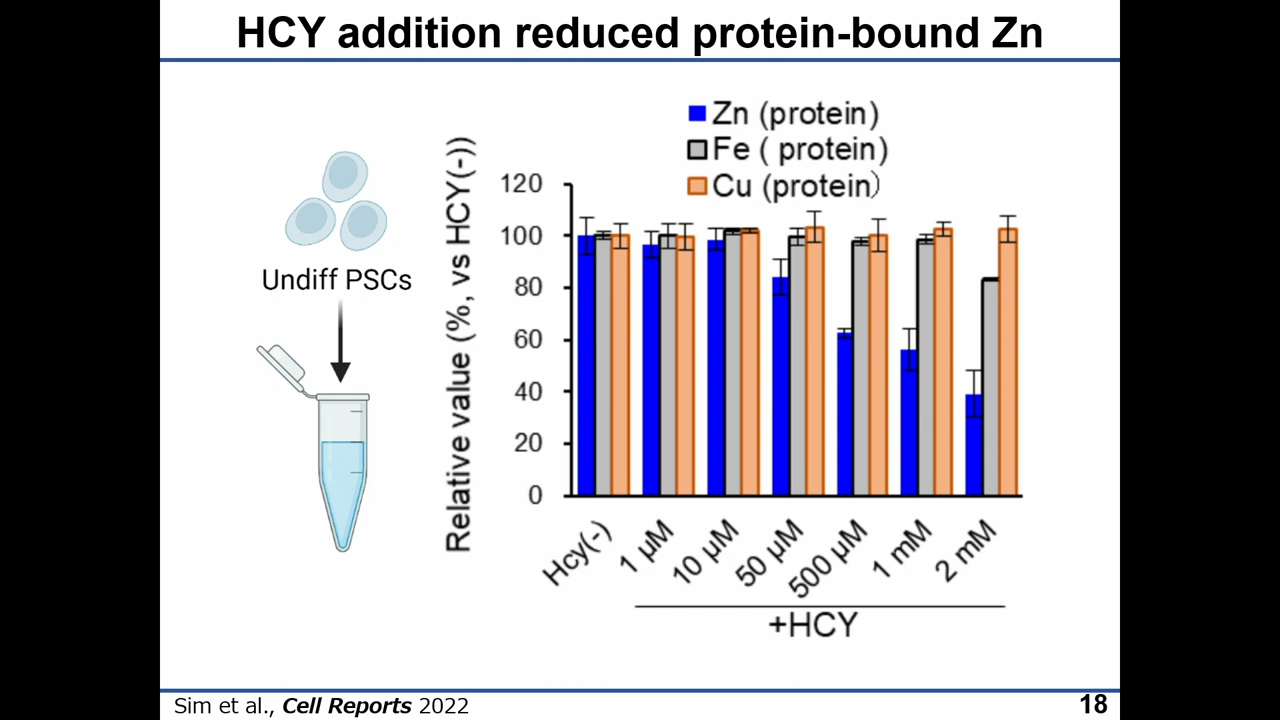 HCY addition reduced protein-bound Zn
Zn (protein)
Fe ( protein)
Cu (protein)
Undiff PSCs
Relative value (%, vs HCY(-))
120
100
80
60
40
20
0
Hcy(-)
1 µM
10 µM
50 µM
500 µM
1 mM
2 mM
+HCY
Sim et al., Cell Reports 2022
18